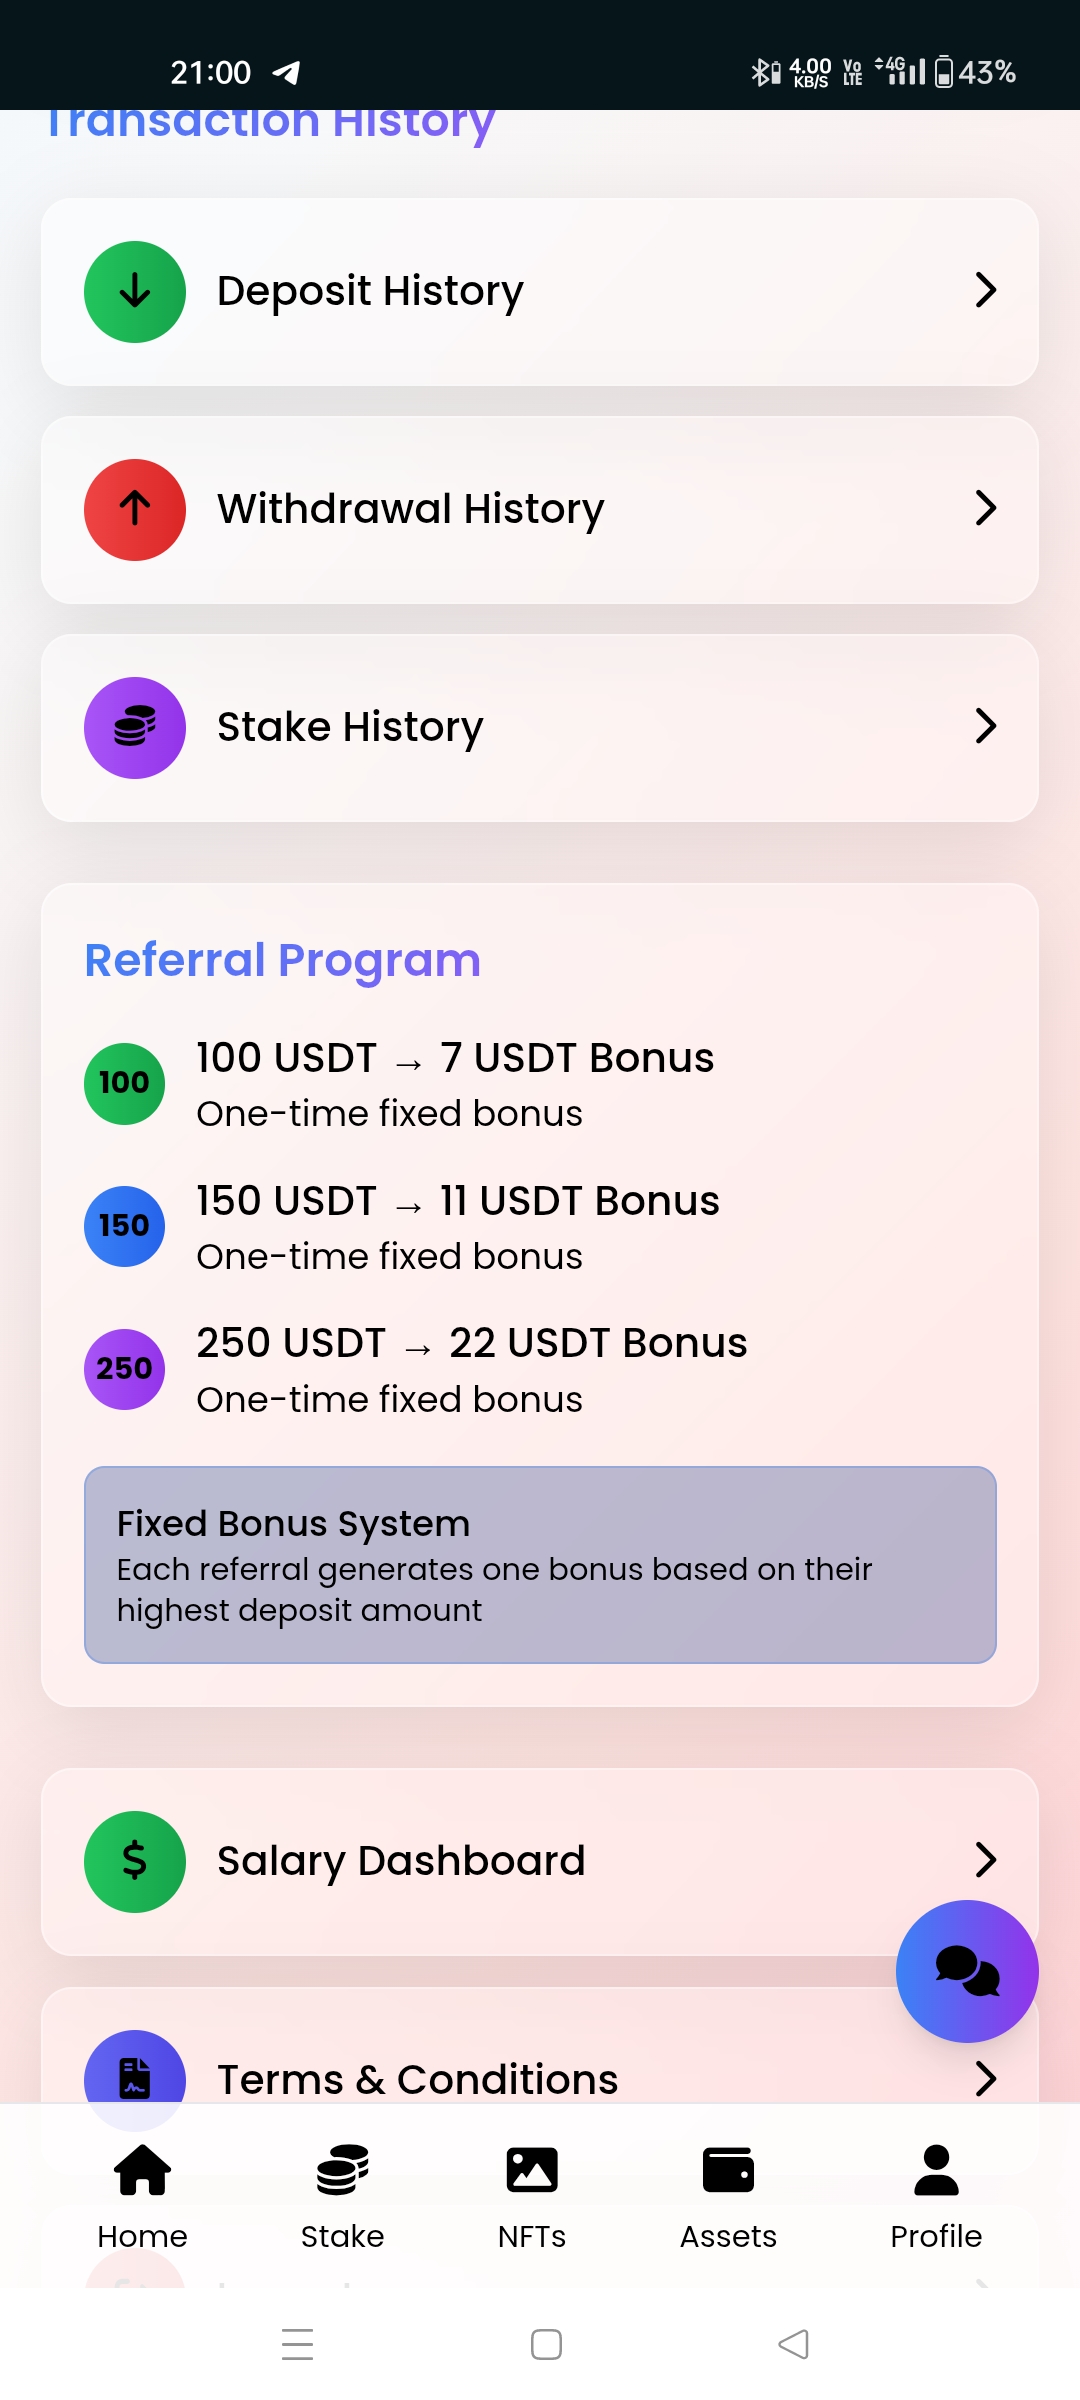 21:00
4.00
KB/S
Vo
LTE
4G
43%
Transaction History
Deposit History
Withdrawal History
Stake History
Referral Program
100
100 USDT → 7 USDT Bonus
One-time fixed bonus
150
150 USDT → 11 USDT Bonus
One-time fixed bonus
250
250 USDT → 22 USDT Bonus
One-time fixed bonus
Fixed Bonus System
Each referral generates one bonus based on their
highest deposit amount
$
Salary Dashboard
Terms & Conditions
Home
Stake
NFTs
Assets
Profile